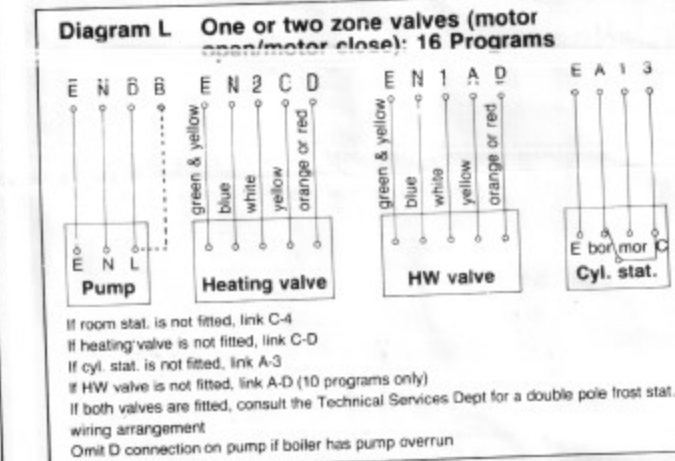 Diagram L One or two zone valves (motor
open/motor close): 16 Programs
E N D B E N 2 C D E N 1 A D E A 1 3
green & yellow blue white yellow orange or red green & yellow blue white yellow orange or red
E N L E bor mor C
Pump Heating valve HW valve Cyl. stat.
If room stat. is not fitted, link C-4
If heating valve is not fitted, link C-D
If cyl. stat. is not fitted, link A-3
If HW valve is not fitted, link A-D (10 programs only)
If both valves are fitted, consult the Technical Services Dept for a double pole frost stat.
wiring arrangement
Omit D connection on pump if boiler has pump overrun